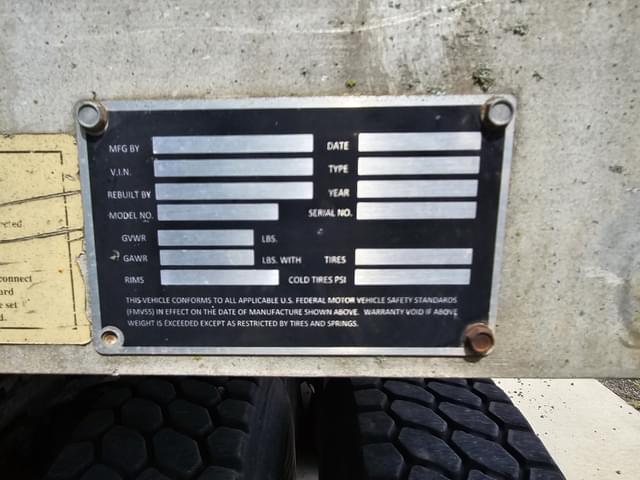 MFG BY DATE
V.I.N. TYPE
REBUILT BY YEAR
MODEL NO. SERIAL NO.
GVWR LBS.
GAWR LBS. WITH TIRES
RIMS COLD TIRES PSI
THIS VEHICLE CONFORMS TO ALL APPLICABLE U.S. FEDERAL MOTOR VEHICLE SAFETY STANDARDS
(FMVSS) IN EFFECT ON THE DATE OF MANUFACTURE SHOWN ABOVE. WARRANTY VOID IF ABOVE
WEIGHT IS EXCEEDED EXCEPT AS RESTRICTED BY TIRES AND SPRINGS.
set